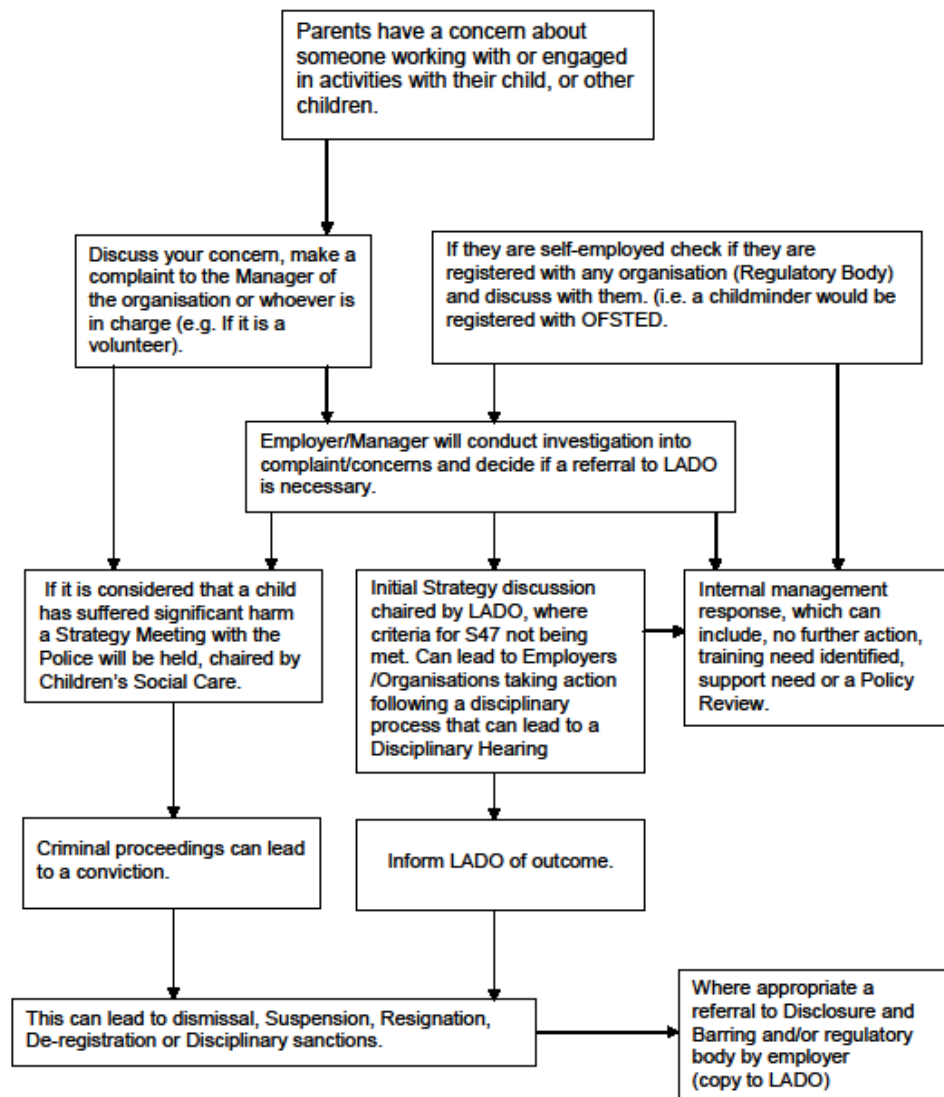 Parents have a concern about
someone working with or engaged
in activities with their child, or other
children.
Discuss your concern, make a
complaint to the Manager of
the organisation or whoever is
in charge (e.g. If it is a
volunteer).
If they are self-employed check if they are
registered with any organisation (Regulatory Body)
and discuss with them. (i.e. a childminder would be
registered with OFSTED.
Employer/Manager will conduct investigation into
complaint/concerns and decide if a referral to LADO
is necessary.
If it is considered that a child
has suffered significant harm
a Strategy Meeting with the
Police will be held, chaired by
Children's Social Care.
Initial Strategy discussion
chaired by LADO, where
criteria for S47 not being
met. Can lead to Employers
/Organisations taking action
following a disciplinary
process that can lead to a
Disciplinary Hearing
Internal management
response, which can
include, no further action,
training need identified,
support need or a Policy
Review.
Criminal proceedings can lead
to a conviction.
Inform LADO of outcome.
This can lead to dismissal, Suspension, Resignation,
De-registration or Disciplinary sanctions.
Where appropriate a
referral to Disclosure and
Barring and/or regulatory
body by employer
(copy to LADO)